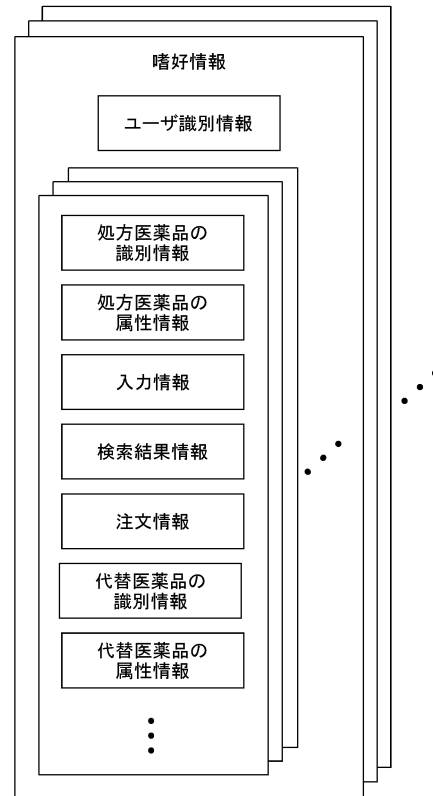 嗜好情報
ユーザ識別情報
処方医薬品の
識別情報
処方医薬品の
属性情報
入力情報
検索結果情報
注文情報
代替医薬品の
識別情報
代替医薬品の
属性情報